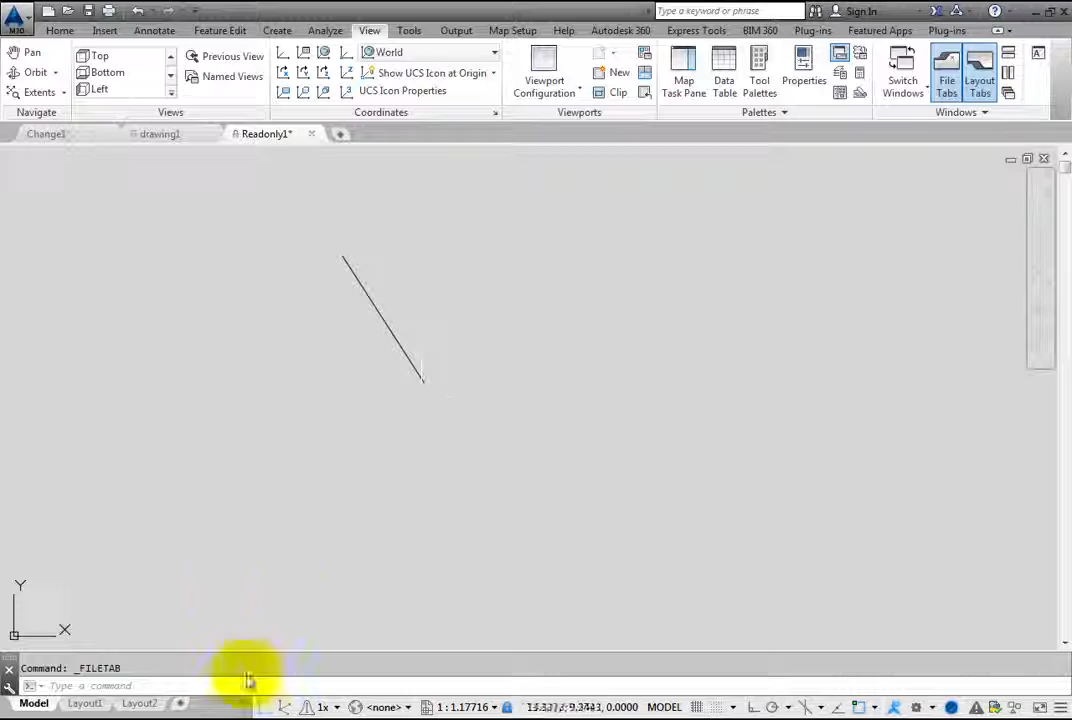 Type a keyword or phrase
Sign In
M3D
Home Insert Annotate Feature Edit Create Analyze View Tools Output Map Setup Help Autodesk 360 Express Tools BIM 360 Plug-ins Featured Apps Plug-ins
Pan
Orbit
Extents
Navigate
Top
Bottom
Left
Previous View
Named Views
Views
World
Show UCS Icon at Origin
UCS Icon Properties
Coordinates
Viewport
Configuration
New
Clip
Viewports
Map
Task Pane
Data
Table
Tool
Palettes
Properties
Palettes
Switch
Windows
File
Tabs
Layout
Tabs
Windows
Change1 drawing1 Readonly1*
Y
X
Command: _FILETAB
Type a command
Model Layout1 Layout2
1x <none> 1:1.17716 MODEL